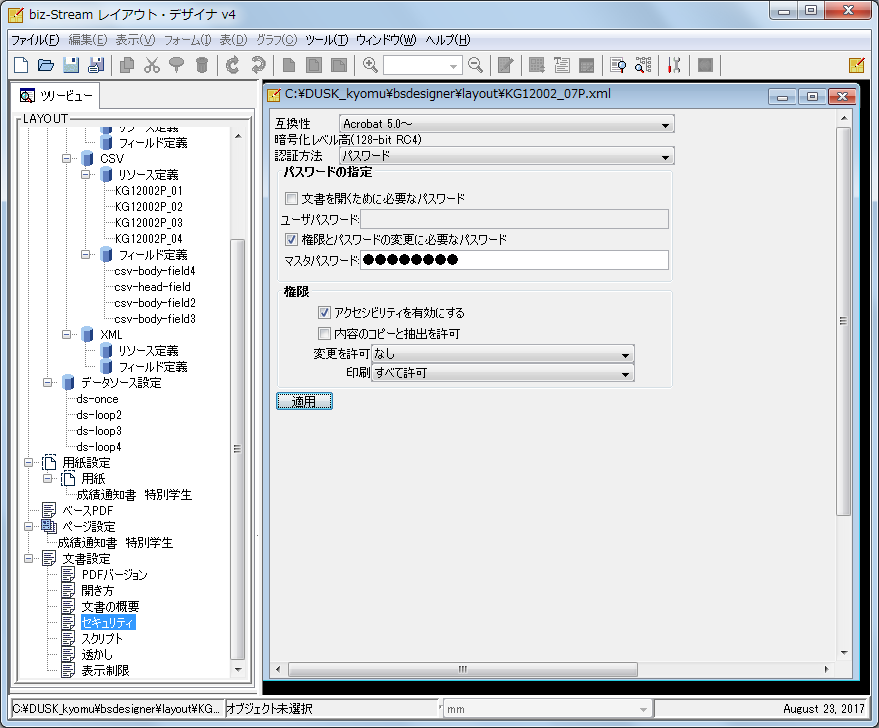 biz-Stream レイアウト・デザイナ v4
ファイル(F) 編集(E) 表示(V) フォーム(I) 表(D) グラフ(C) ツール(T) ウィンドウ(W) ヘルプ(H)
ツリービュー
LAYOUT
リソース定義
フィールド定義
CSV
リソース定義
KG12002P_01
KG12002P_02
KG12002P_03
KG12002P_04
フィールド定義
csv-body-field4
csv-head-field
csv-body-field2
csv-body-field3
XML
リソース定義
フィールド定義
データソース設定
ds-once
ds-loop2
ds-loop3
ds-loop4
用紙設定
用紙
成績通知書 特別学生
ベースPDF
ページ設定
成績通知書 特別学生
文書設定
PDFバージョン
開き方
文書の概要
セキュリティ
スクリプト
透かし
表示制限
C:¥DUSK_kyomu¥bsdesigner¥layout¥KG12002_07P.xml
互換性 Acrobat 5.0～
暗号化レベル高(128-bit RC4)
認証方法 パスワード
パスワードの指定
文書を開くために必要なパスワード
ユーザパスワード:
権限とパスワードの変更に必要なパスワード
マスタパスワード: ●●●●●●●●
権限
アクセシビリティを有効にする
内容のコピーと抽出を許可
変更を許可 なし
印刷 すべて許可
適用
C:¥DUSK_kyomu¥bsdesigner¥layout¥KG... オブジェクト未選択 mm August 23, 2017